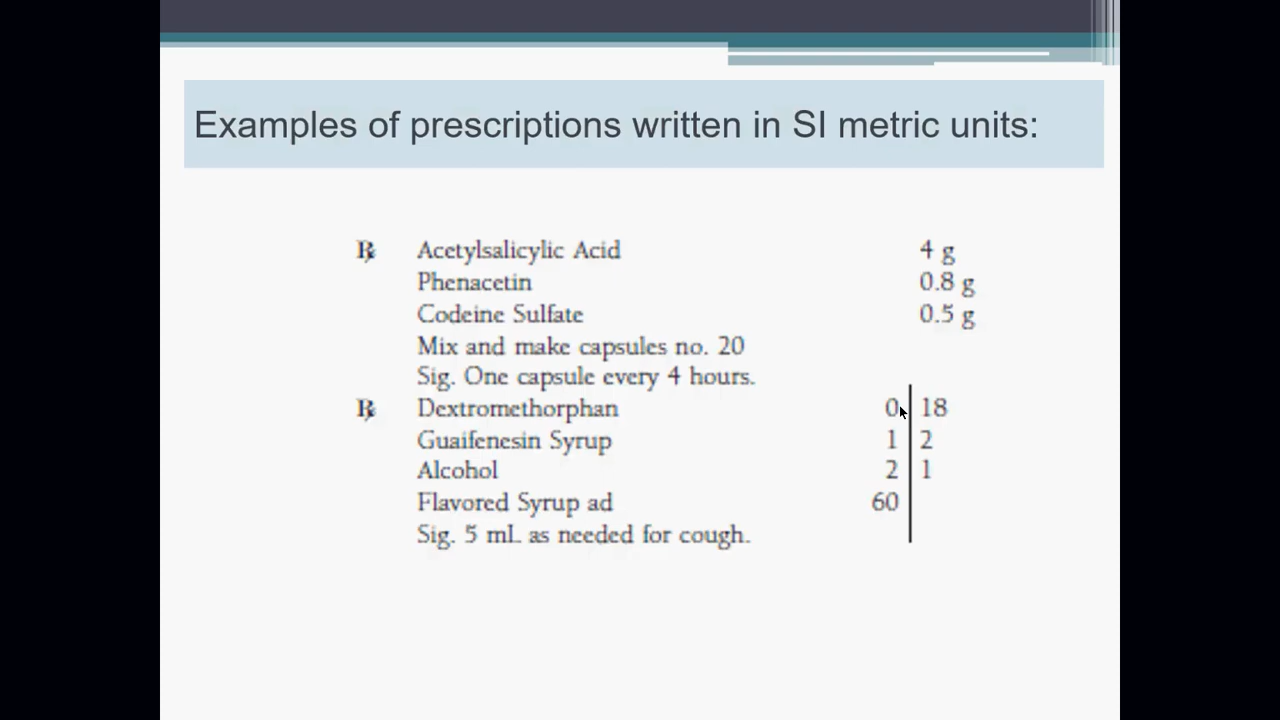 Examples of prescriptions written in SI metric units:
℞ Acetylsalicylic Acid 4 g
Phenacetin 0.8 g
Codeine Sulfate 0.5 g
Mix and make capsules no. 20
Sig. One capsule every 4 hours.
℞ Dextromethorphan 0 | 18
Guaifenesin Syrup 1 | 2
Alcohol 2 | 1
Flavored Syrup ad 60 |
Sig. 5 mL as needed for cough.